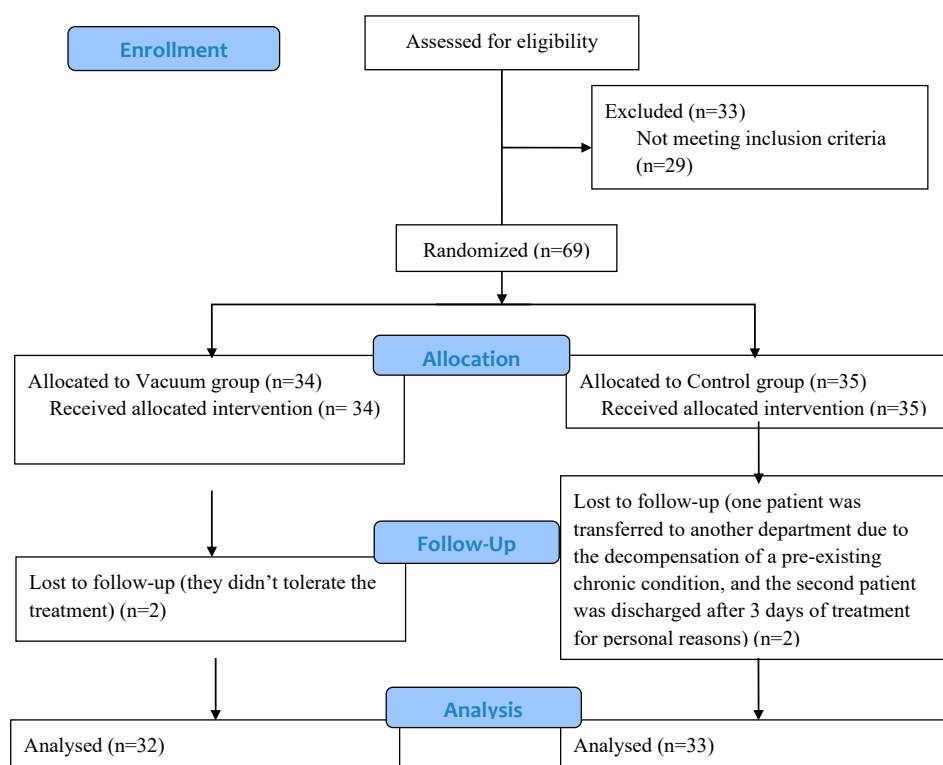 Enrollment
Assessed for eligibility
Excluded (n=33)
Not meeting inclusion criteria
(n=29)
Randomized (n=69)
Allocation
Allocated to Vacuum group (n=34)
Received allocated intervention (n= 34)
Allocated to Control group (n=35)
Received allocated intervention (n=35)
Follow-Up
Lost to follow-up (they didn’t tolerate the
treatment) (n=2)
Lost to follow-up (one patient was
transferred to another department due to
the decompensation of a pre-existing
chronic condition, and the second patient
was discharged after 3 days of treatment
for personal reasons) (n=2)
Analysis
Analysed (n=32)
Analysed (n=33)